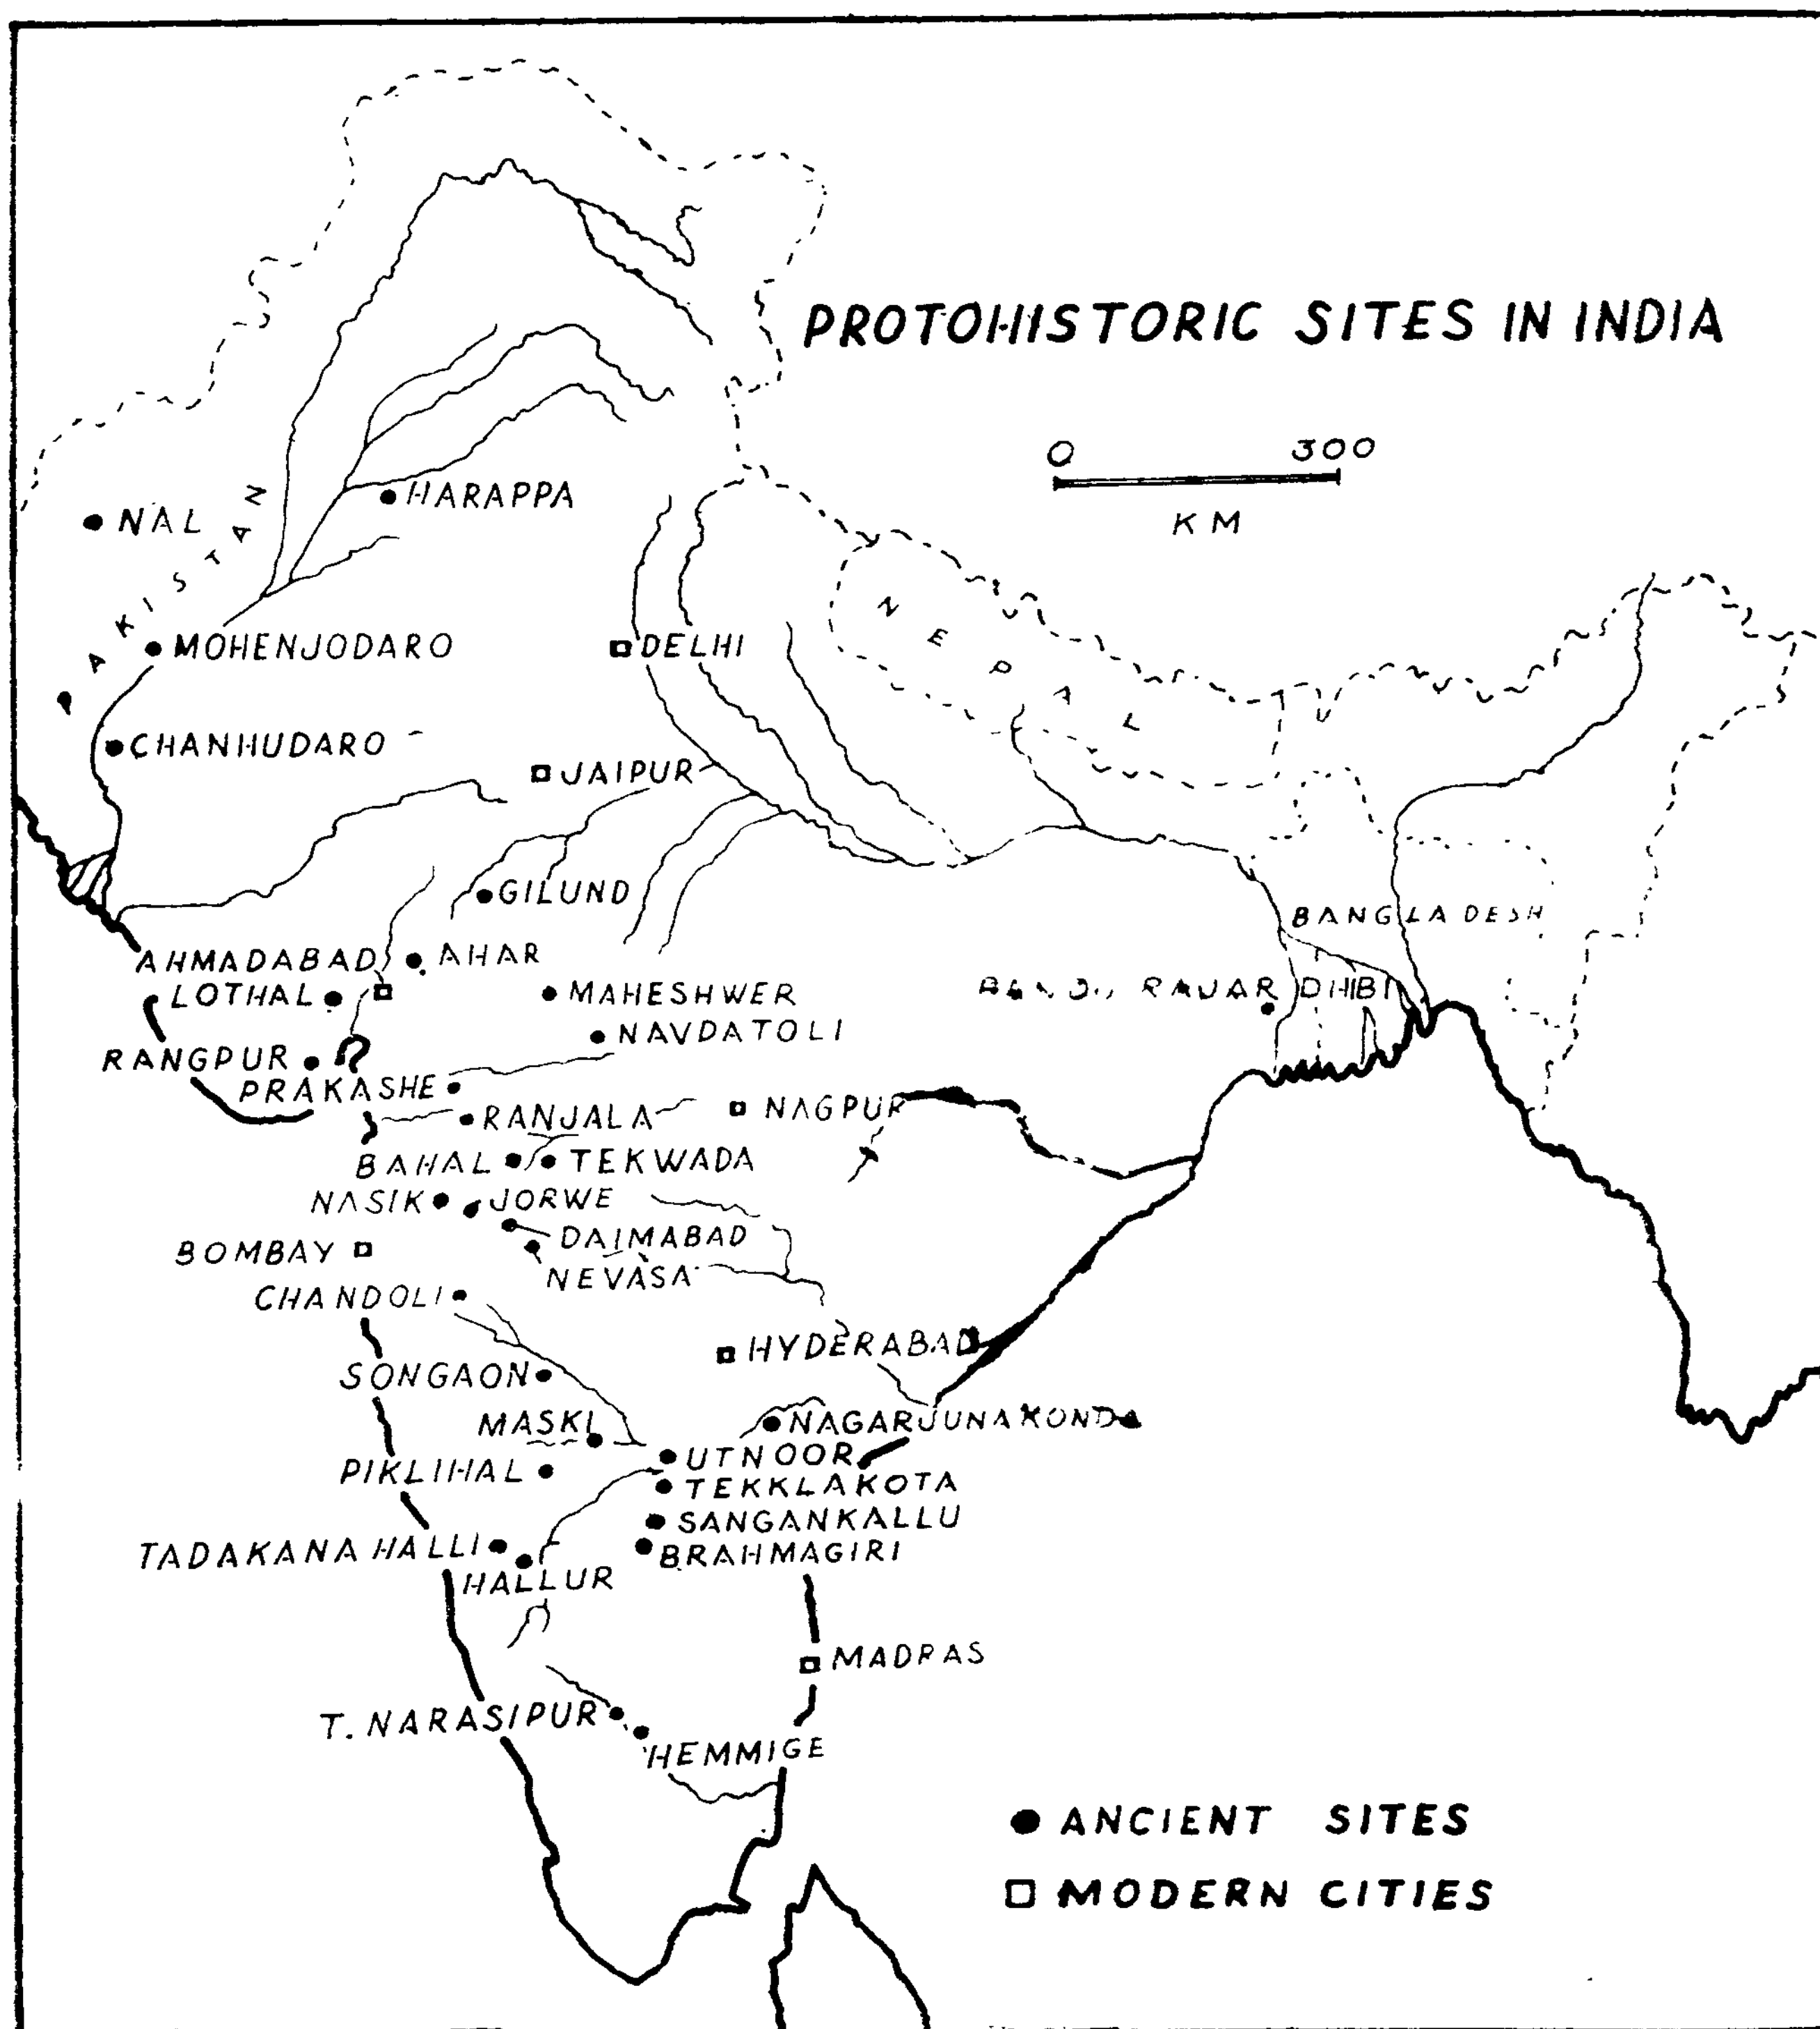 PROTOHISTORIC SITES IN INDIA
0 300
KM
HARAPPA
NAL
PAKISTAN
MOHENJODARO
DELHI
NEPAL
CHANHUDARO
JAIPUR
GILUND
BANGLADESH
AHMADABAD
AHAR
LOTHAL
MAHESHWER
RAJAR DHIBI
NAVDATOLI
RANGPUR
PRAKASHE
RANJALA
NAGPUR
BAHAL
TEKWADA
NASIK
JORWE
DAIMABAD
BOMBAY
NEVASA
CHANDOLI
HYDERABAD
SONGAON
MASKI
NAGARJUNAKONDA
UTNOOR
PIKLIHAL
TEKKLAKOTA
SANGANKALLU
TADAKANAHALLI
BRAHMAGIRI
HALLUR
MADRAS
T. NARASIPUR
HEMMIGE
ANCIENT SITES
MODERN CITIES